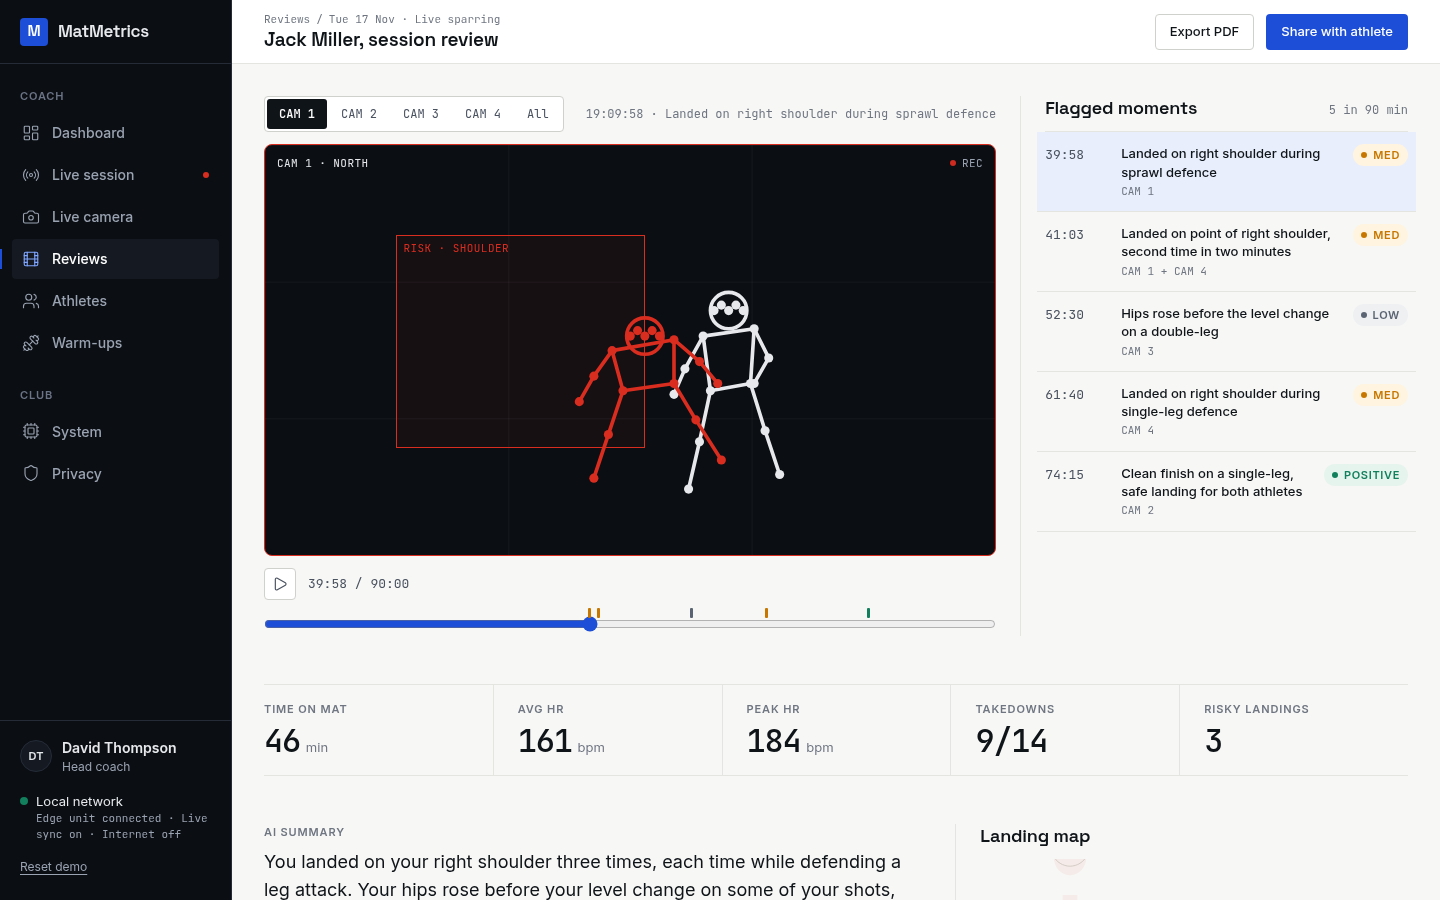 M MatMetrics
COACH
Dashboard
Live session
Live camera
Reviews
Athletes
Warm-ups
CLUB
System
Privacy
DT
David Thompson
Head coach
Local network
Edge unit connected · Live
sync on · Internet off
Reset demo
Reviews / Tue 17 Nov · Live sparring
Jack Miller, session review
Export PDF
Share with athlete
CAM 1 CAM 2 CAM 3 CAM 4 All
19:09:58 · Landed on right shoulder during sprawl defence
CAM 1 · NORTH
REC
RISK · SHOULDER
39:58 / 90:00
Flagged moments
5 in 90 min
39:58
Landed on right shoulder during
sprawl defence
CAM 1
MED
41:03
Landed on point of right shoulder,
second time in two minutes
CAM 1 + CAM 4
MED
52:30
Hips rose before the level change
on a double-leg
CAM 3
LOW
61:40
Landed on right shoulder during
single-leg defence
CAM 4
MED
74:15
Clean finish on a single-leg,
safe landing for both athletes
CAM 2
POSITIVE
TIME ON MAT
46 min
AVG HR
161 bpm
PEAK HR
184 bpm
TAKEDOWNS
9/14
RISKY LANDINGS
3
AI SUMMARY
You landed on your right shoulder three times, each time while defending a
leg attack. Your hips rose before your level change on some of your shots,
Landing map